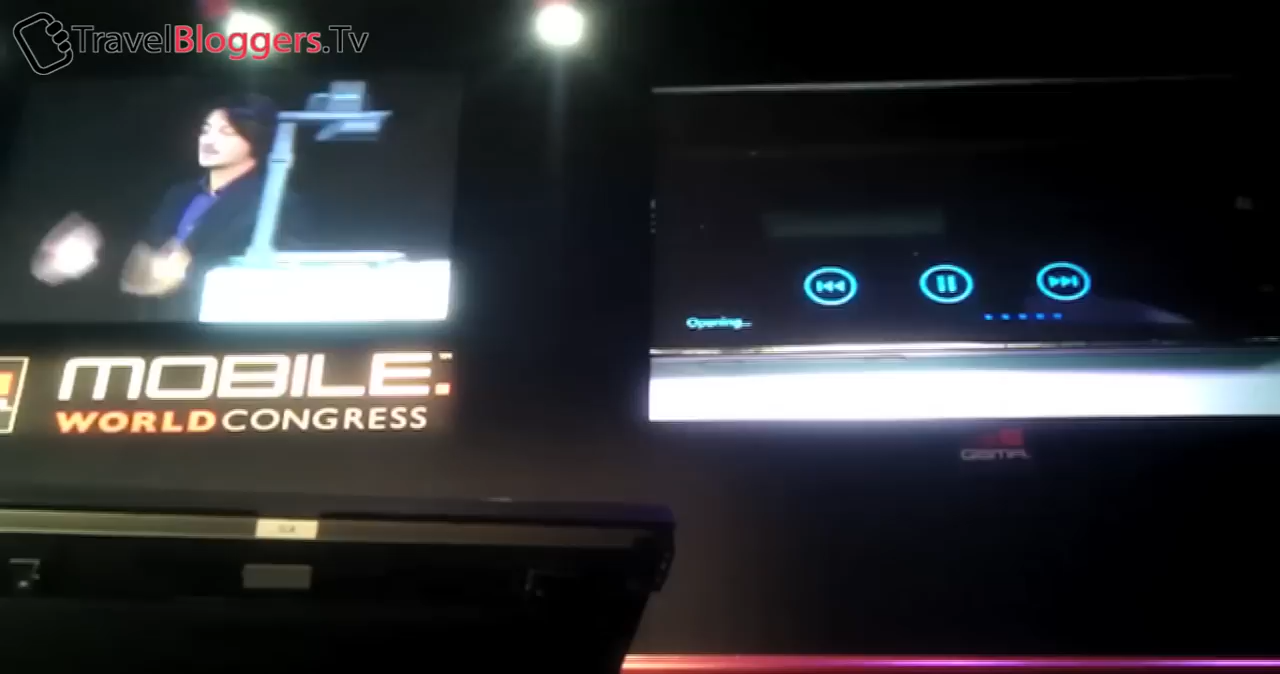 TravelBloggers.Tv
Opening...
MOBILE
WORLD CONGRESS
GSMA